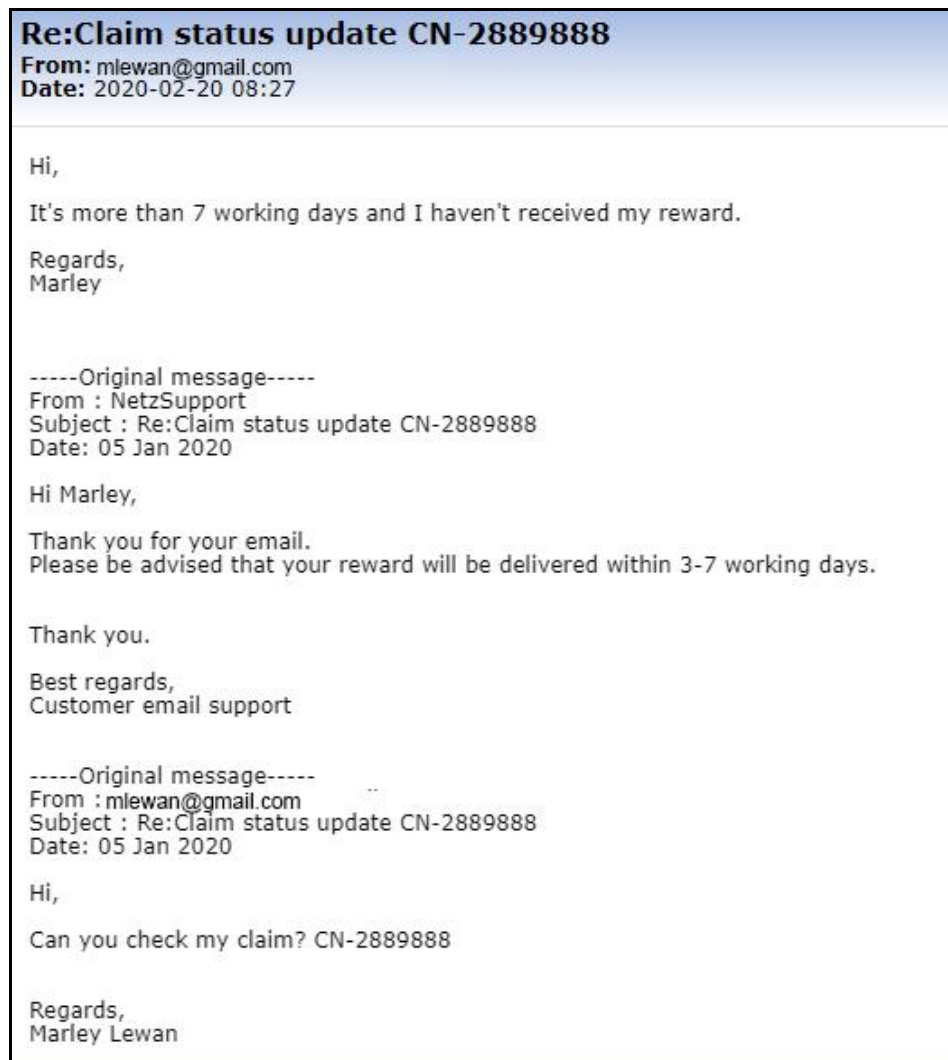 Re:Claim status update CN-2889888
From: mlewan@gmail.com
Date: 2020-02-20 08:27
Hi,
It's more than 7 working days and I haven't received my reward.
Regards,
Marley
-----Original message-----
From : NetzSupport
Subject : Re:Claim status update CN-2889888
Date: 05 Jan 2020
Hi Marley,
Thank you for your email.
Please be advised that your reward will be delivered within 3-7 working days.
Thank you.
Best regards,
Customer email support
-----Original message-----
From : mlewan@gmail.com
Subject : Re:Claim status update CN-2889888
Date: 05 Jan 2020
Hi,
Can you check my claim? CN-2889888
Regards,
Marley Lewan